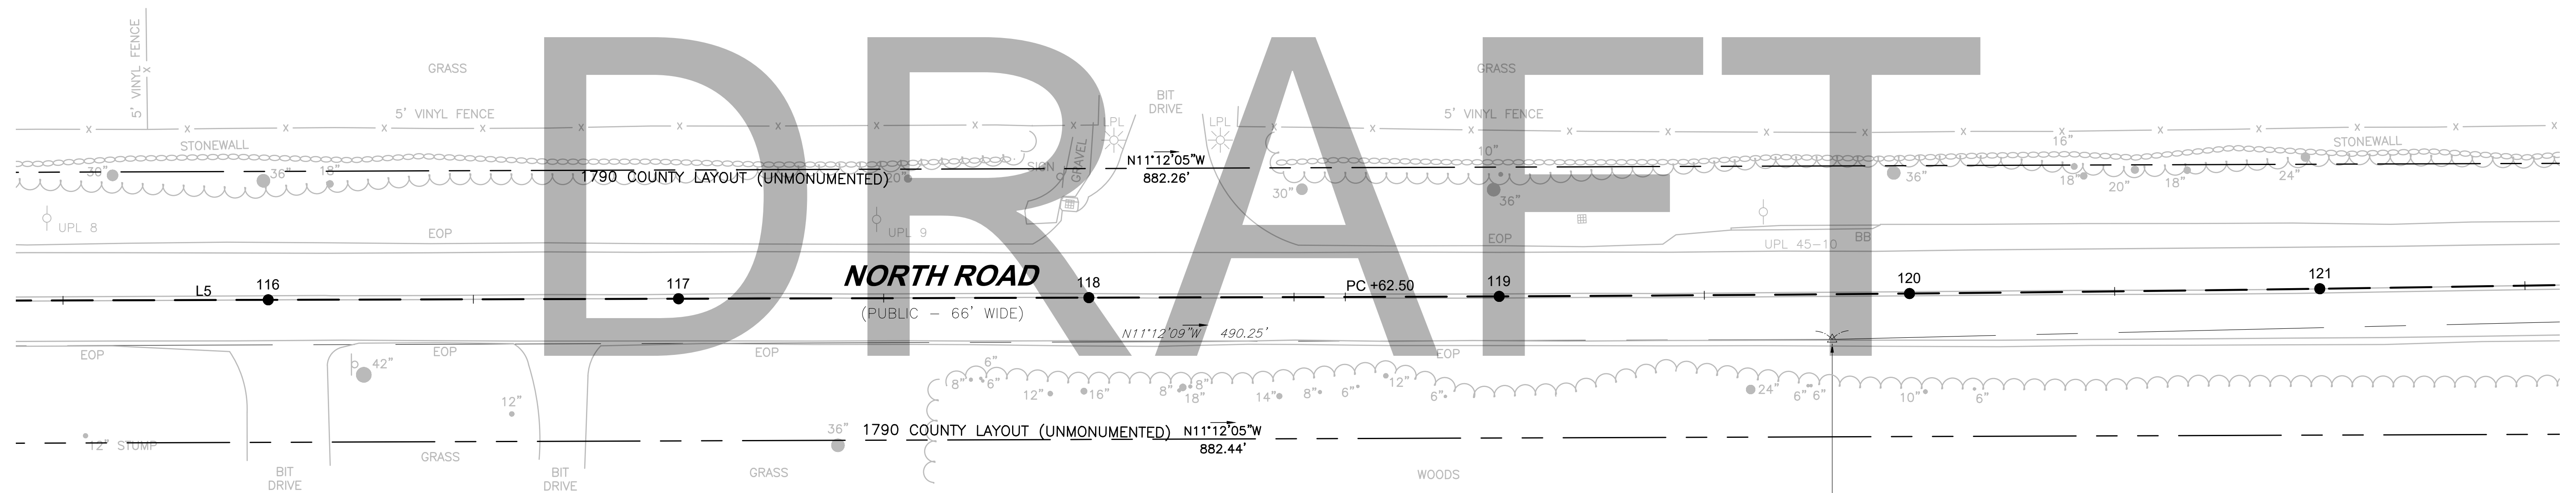 DRAFT
5' VINYL FENCE
GRASS
5' VINYL FENCE
BIT
DRIVE
GRASS
5' VINYL FENCE
LPL
LPL
STONEWALL
SIGN
GRAVEL
N11°12'05"W
882.26'
10"
16"
STONEWALL
30"
36"
18"
1790 COUNTY LAYOUT (UNMONUMENTED)
20"
30"
36"
36"
18"
20"
18"
24"
UPL 8
EOP
UPL 9
EOP
UPL 45-10
BB
L5
116
117
NORTH ROAD
(PUBLIC - 66' WIDE)
118
PC +62.50
119
120
121
N11°12'09"W 490.25'
EOP
EOP
EOP
EOP
42"
12"
6"
8"
6"
12"
16"
8"
8"
18"
14"
8"
6"
12"
6"
24"
6"
6"
10"
6"
12" STUMP
36"
1790 COUNTY LAYOUT (UNMONUMENTED)
N11°12'05"W
882.44'
BIT
DRIVE
GRASS
BIT
DRIVE
GRASS
WOODS